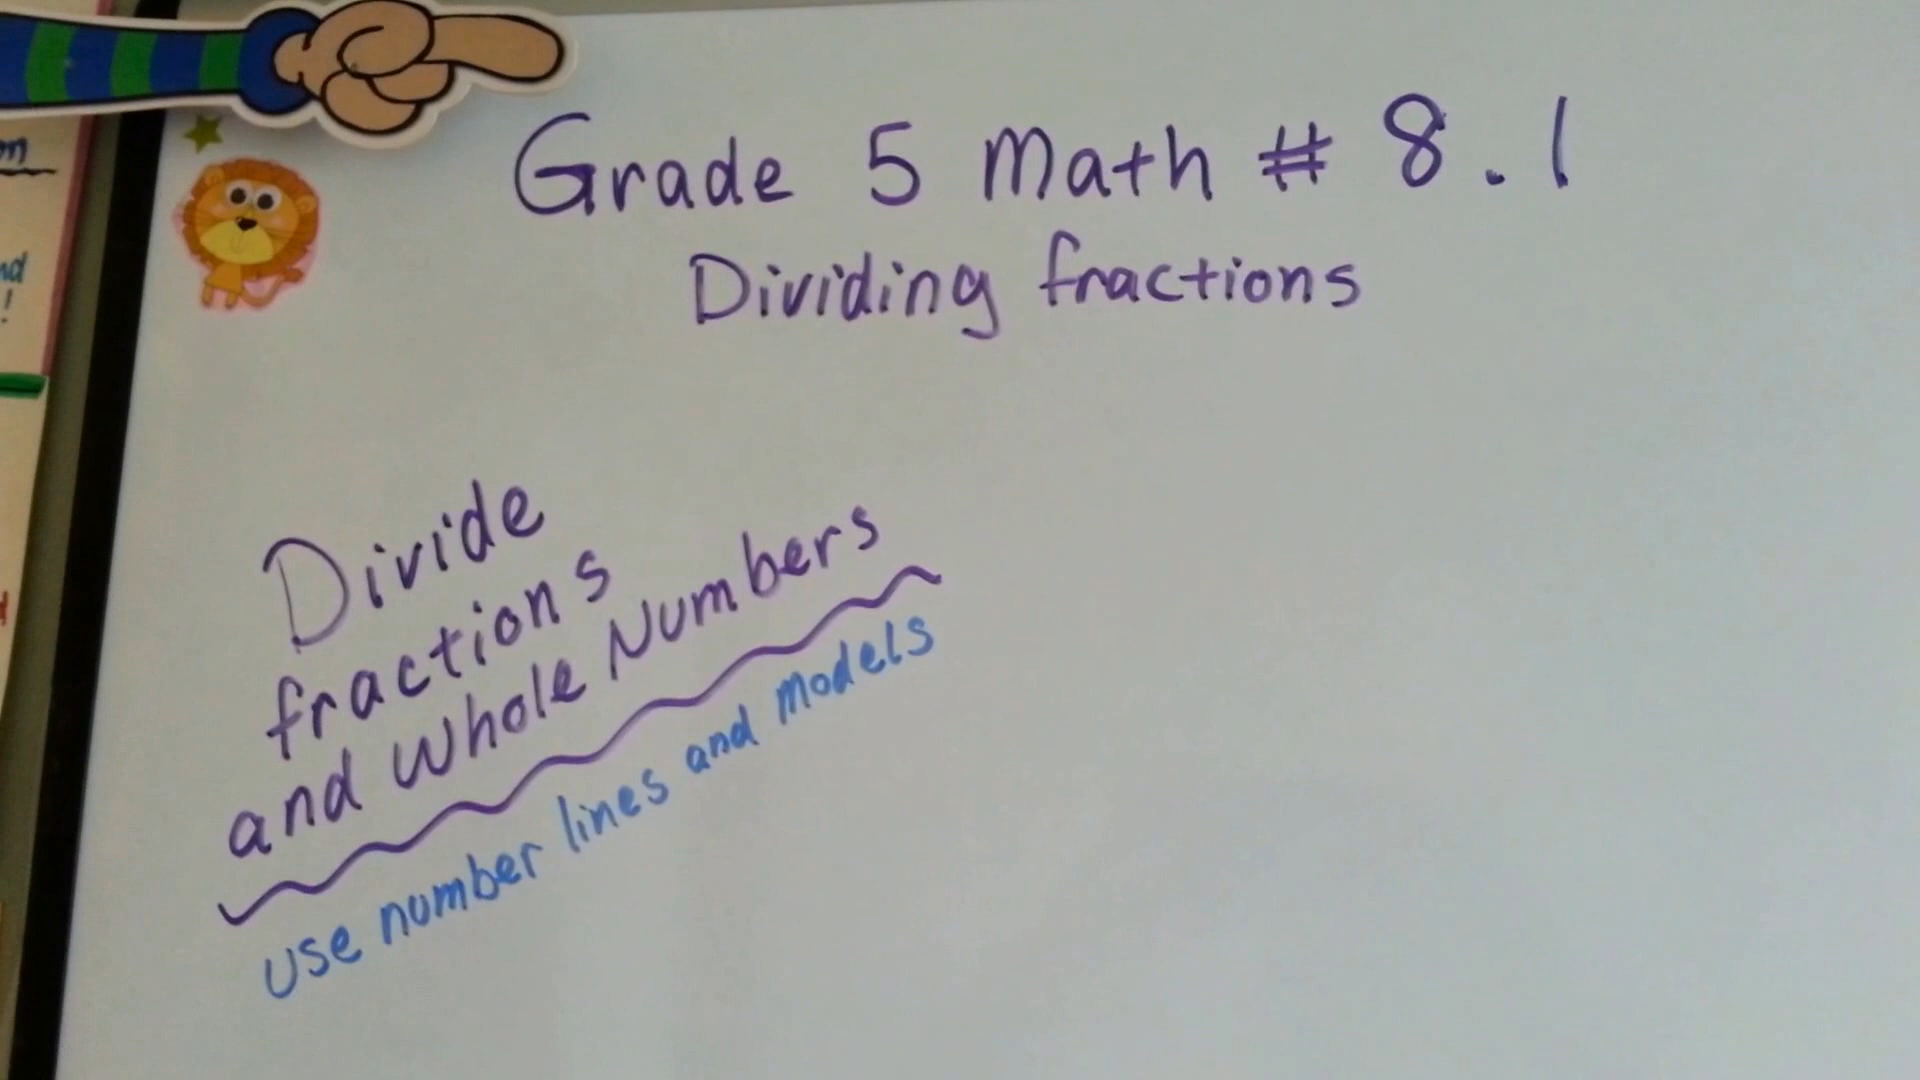 Grade 5 Math # 8.1
Dividing fractions
Divide
fractions
and Whole Numbers
use number lines and models